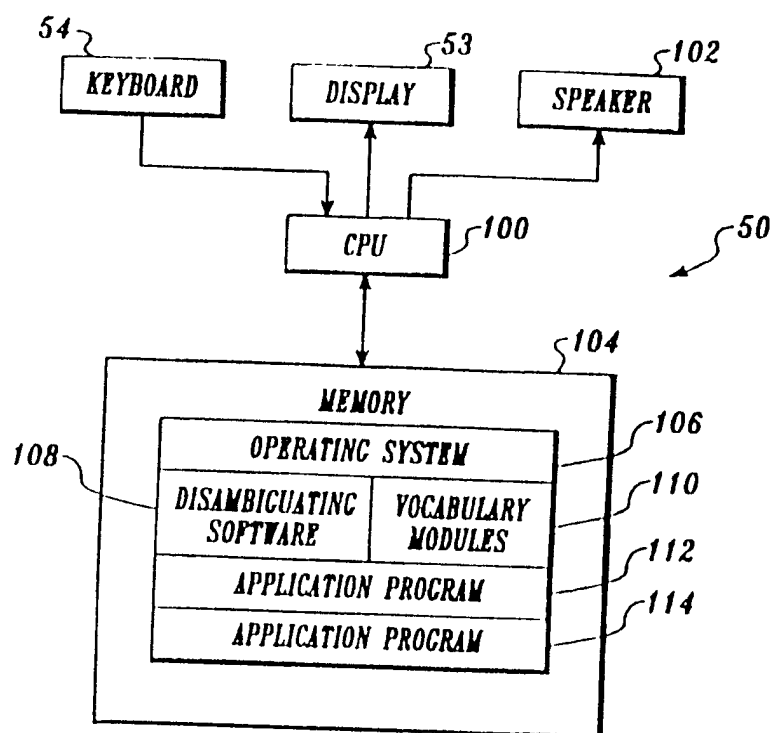 54
53
102
KEYBOARD
DISPLAY
SPEAKER
CPU
100
50
104
MEMORY
OPERATING SYSTEM
106
108
DISAMBIGUATING
SOFTWARE
VOCABULARY
MODULES
110
APPLICATION PROGRAM
112
APPLICATION PROGRAM
114